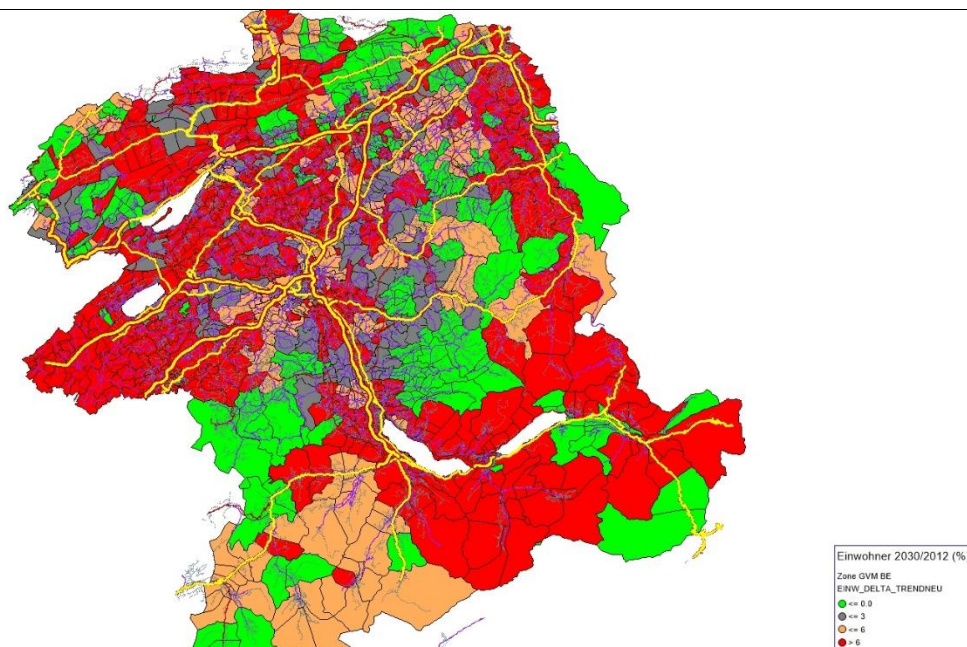 Einwohner 2030/2012 (%
Zone GVM BE
EINW_DELTA_TRENDNEU
<= 0.0
<= 3
<= 6
> 6